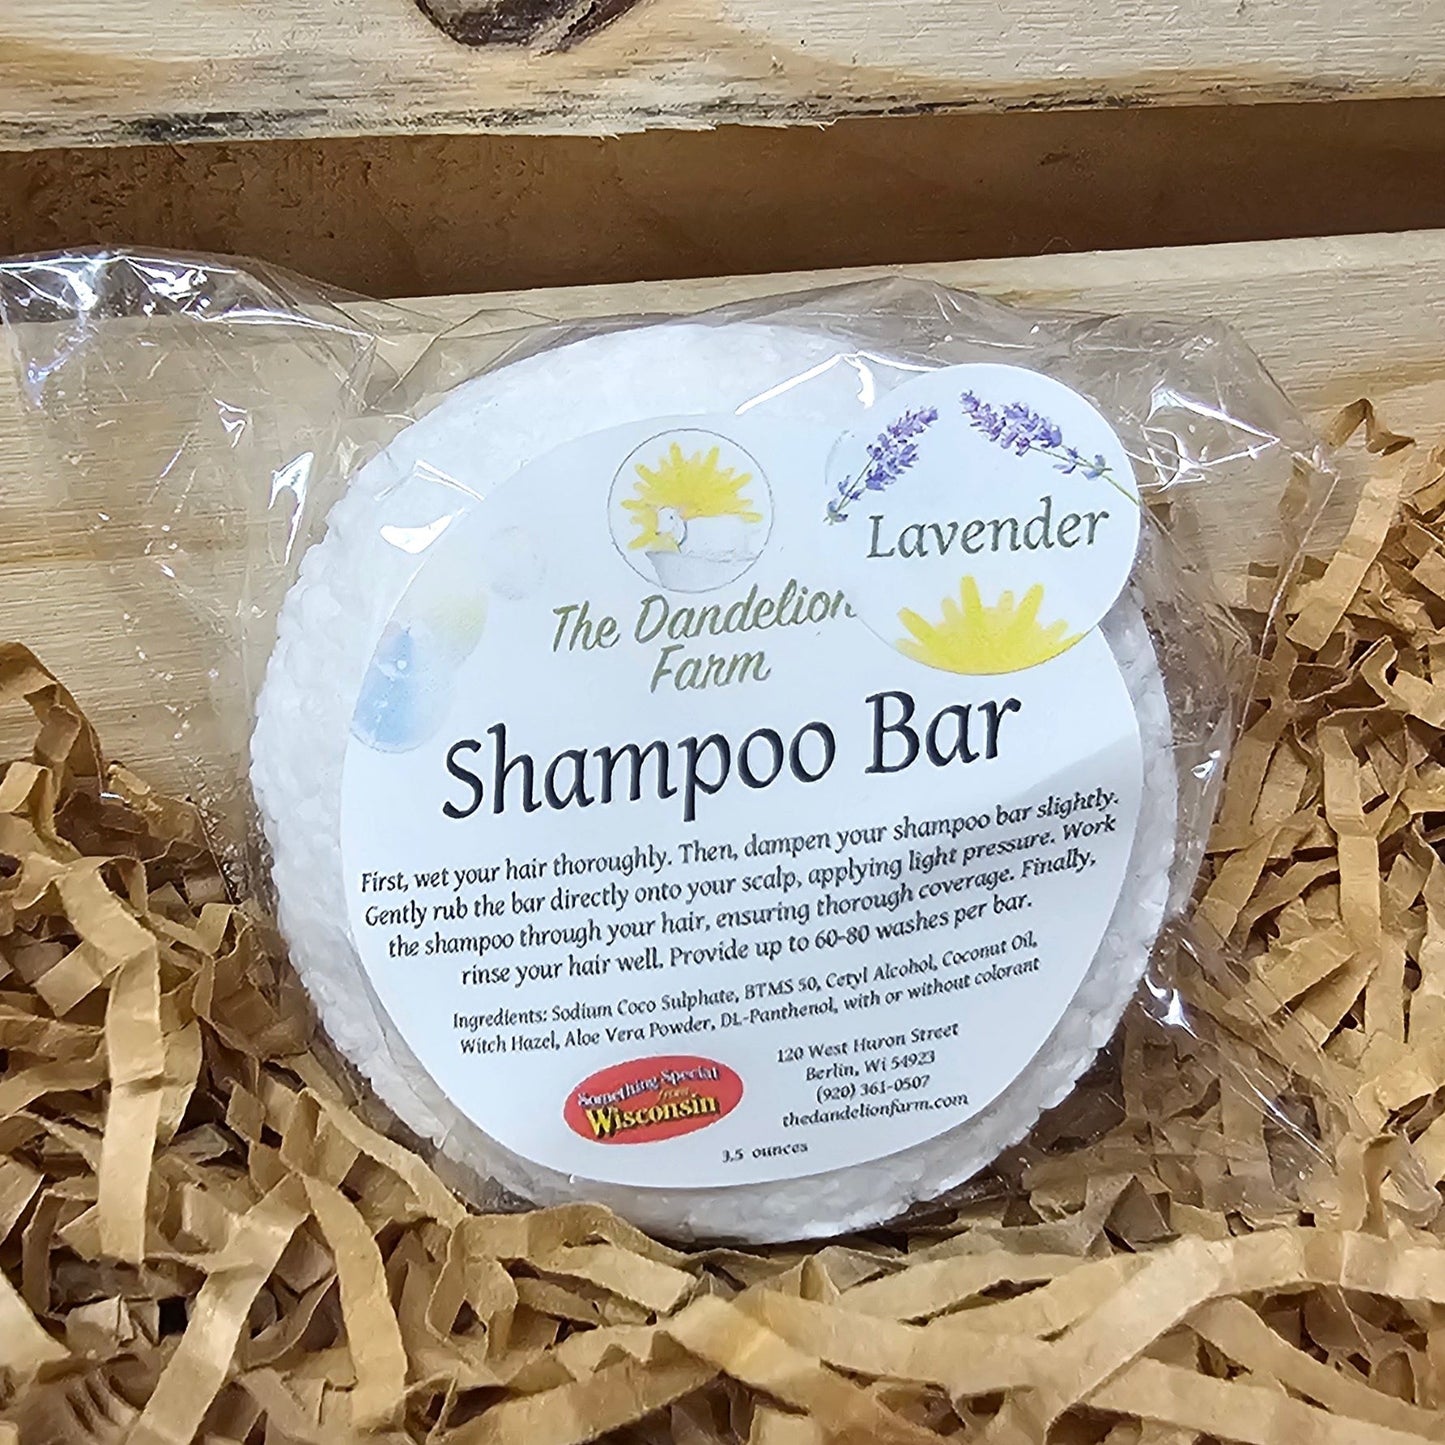 Lavender
The Dandelion
Farm
Shampoo Bar
First, wet your hair thoroughly. Then, dampen your shampoo bar slightly.
Gently rub the bar directly onto your scalp, applying light pressure. Work
the shampoo through your hair, ensuring thorough coverage. Finally,
rinse your hair well. Provide up to 60-80 washes per bar.
Ingredients: Sodium Coco Sulphate, BTMS 50, Cetyl Alcohol, Coconut Oil,
Witch Hazel, Aloe Vera Powder, DL-Panthenol, with or without colorant
Something Special
from
Wisconsin
120 West Huron Street
Berlin, Wi 54923
(920) 361-0507
thedandelionfarm.com
3.5 ounces